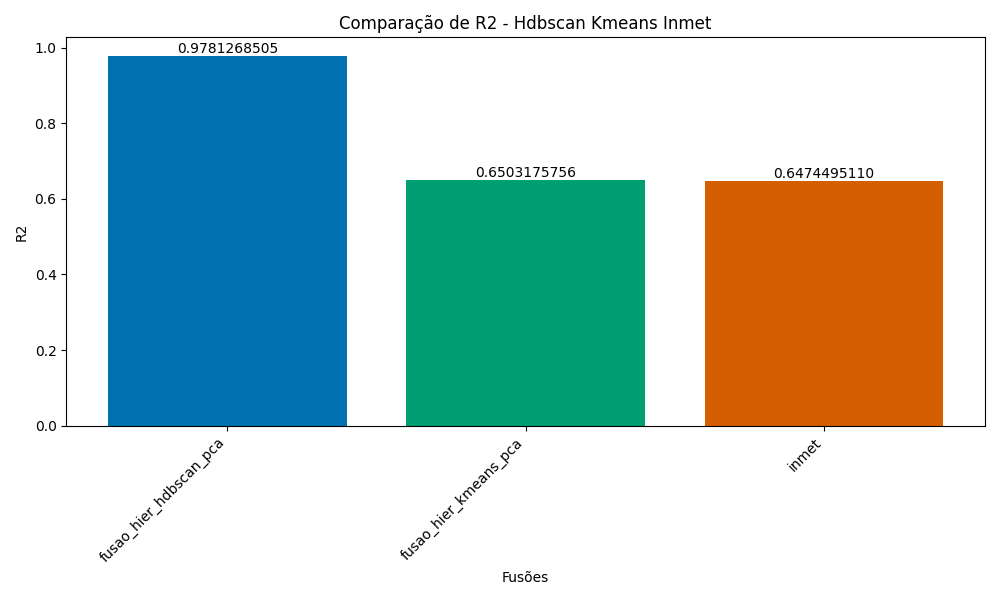 Comparação de R2 - Hdbscan Kmeans Inmet
1.0
0.8
0.6
0.4
0.2
0.0
R2
0.9781268505
0.6503175756
0.6474495110
fusao_hier_hdbscan_pca
fusao_hier_kmeans_pca
inmet
Fusões